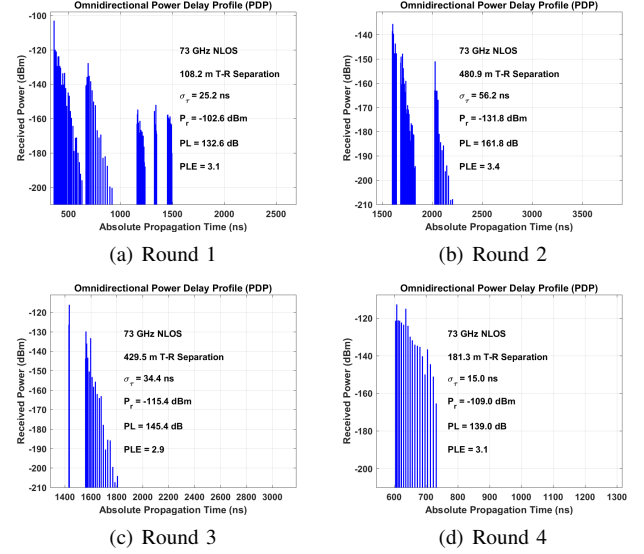 Omnidirectional Power Delay Profile (PDP)
-100
-120
-140
-160
-180
-200
Received Power (dBm)
73 GHz NLOS
108.2 m T-R Separation
στ = 25.2 ns
Pr = -102.6 dBm
PL = 132.6 dB
PLE = 3.1
500 1000 1500 2000 2500
Absolute Propagation Time (ns)
(a) Round 1
Omnidirectional Power Delay Profile (PDP)
-140
-150
-160
-170
-180
-190
-200
-210
Received Power (dBm)
73 GHz NLOS
480.9 m T-R Separation
στ = 56.2 ns
Pr = -131.8 dBm
PL = 161.8 dB
PLE = 3.4
1500 2000 2500 3000 3500
Absolute Propagation Time (ns)
(b) Round 2
Omnidirectional Power Delay Profile (PDP)
-120
-130
-140
-150
-160
-170
-180
-190
-200
-210
Received Power (dBm)
73 GHz NLOS
429.5 m T-R Separation
στ = 34.4 ns
Pr = -115.4 dBm
PL = 145.4 dB
PLE = 2.9
1400 1600 1800 2000 2200 2400 2600 2800 3000
Absolute Propagation Time (ns)
(c) Round 3
Omnidirectional Power Delay Profile (PDP)
-120
-140
-160
-180
-200
Received Power (dBm)
73 GHz NLOS
181.3 m T-R Separation
στ = 15.0 ns
Pr = -109.0 dBm
PL = 139.0 dB
PLE = 3.1
600 700 800 900 1000 1100 1200 1300
Absolute Propagation Time (ns)
(d) Round 4